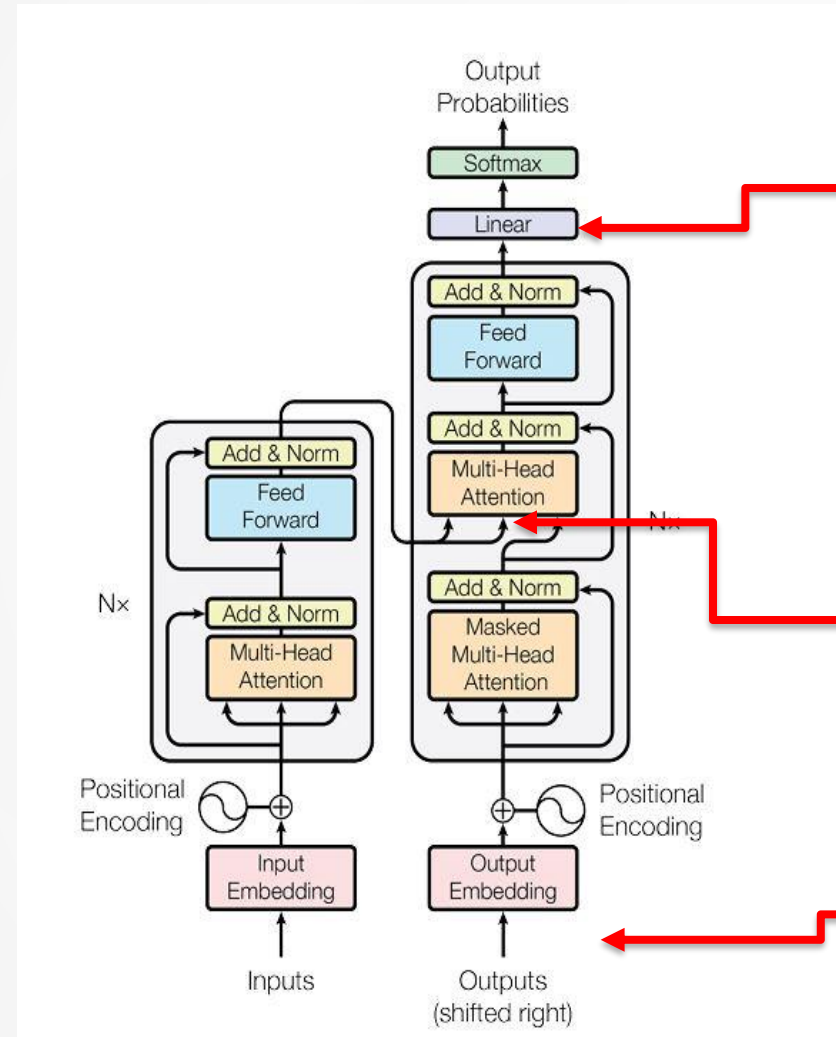 Output
Probabilities
Softmax
Linear
Add & Norm
Feed
Forward
Add & Norm
Multi-Head
Attention
Nx
Add & Norm
Masked
Multi-Head
Attention
Positional
Encoding
Output
Embedding
Outputs
(shifted right)
Add & Norm
Feed
Forward
Nx
Add & Norm
Multi-Head
Attention
Positional
Encoding
Input
Embedding
Inputs